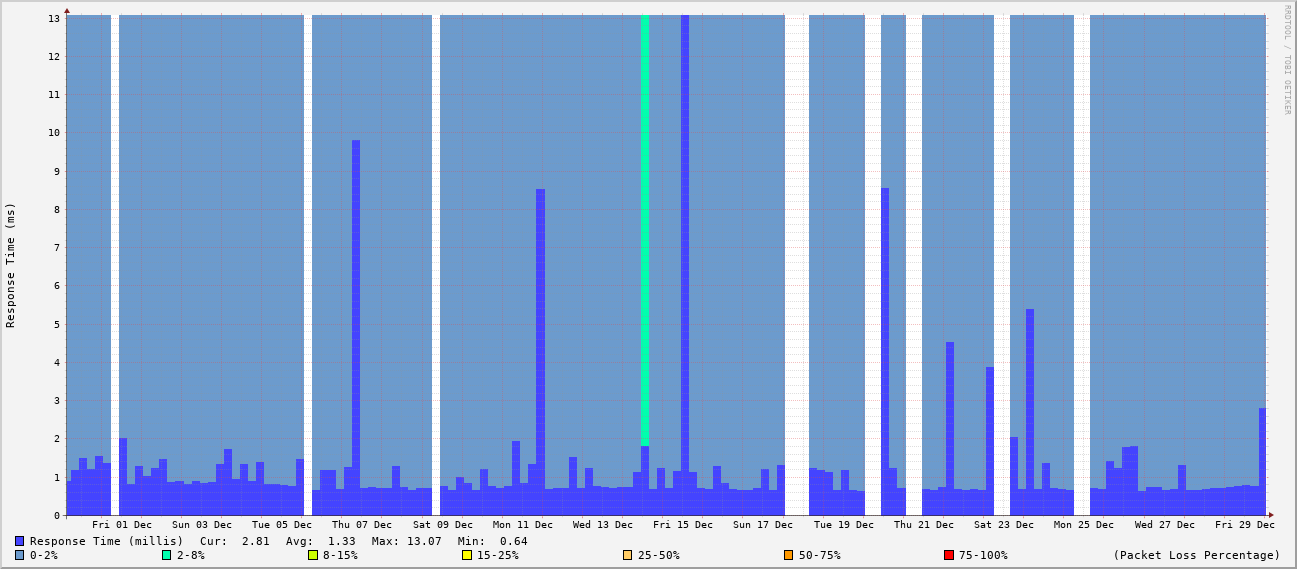 RRDTOOL / TOBI OETIKER
Response Time (ms)
13
12
11
10
9
8
7
6
5
4
3
2
1
0
Fri 01 Dec Sun 03 Dec Tue 05 Dec Thu 07 Dec Sat 09 Dec Mon 11 Dec Wed 13 Dec Fri 15 Dec Sun 17 Dec Tue 19 Dec Thu 21 Dec Sat 23 Dec Mon 25 Dec Wed 27 Dec Fri 29 Dec
Response Time (millis) Cur: 2.81 Avg: 1.33 Max: 13.07 Min: 0.64
0-2% 2-8% 8-15% 15-25% 25-50% 50-75% 75-100% (Packet Loss Percentage)